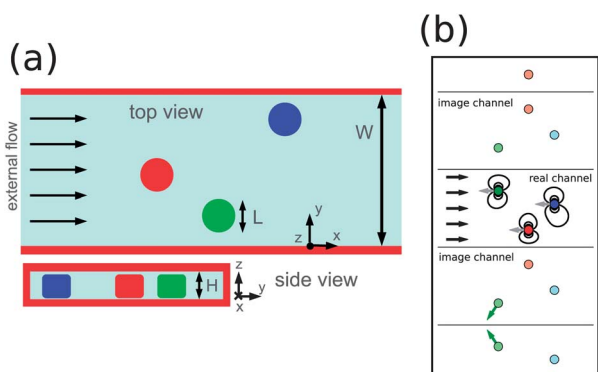 (a)
top view
external flow
W
L
y
z
x
side view
H
z
y
x
(b)
image channel
real channel
image channel